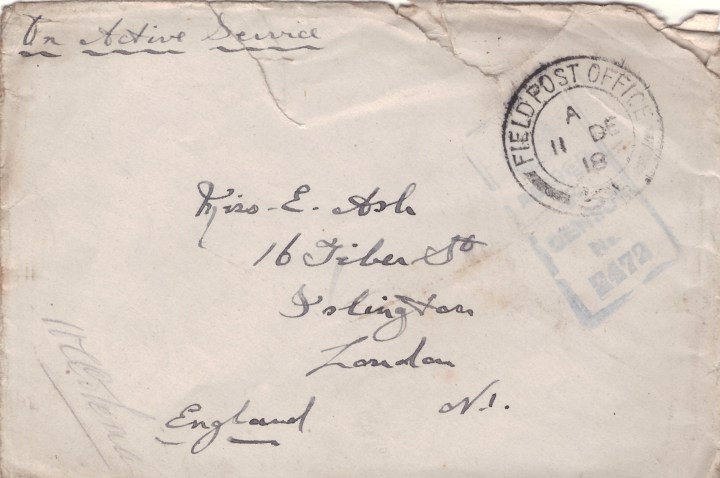 On Active Service
FIELD POST OFFICE
A
11 DE
18
CENSOR
No.
2472
Miss E. Ash
16 Tiber St
Islington
London
N.1.
England